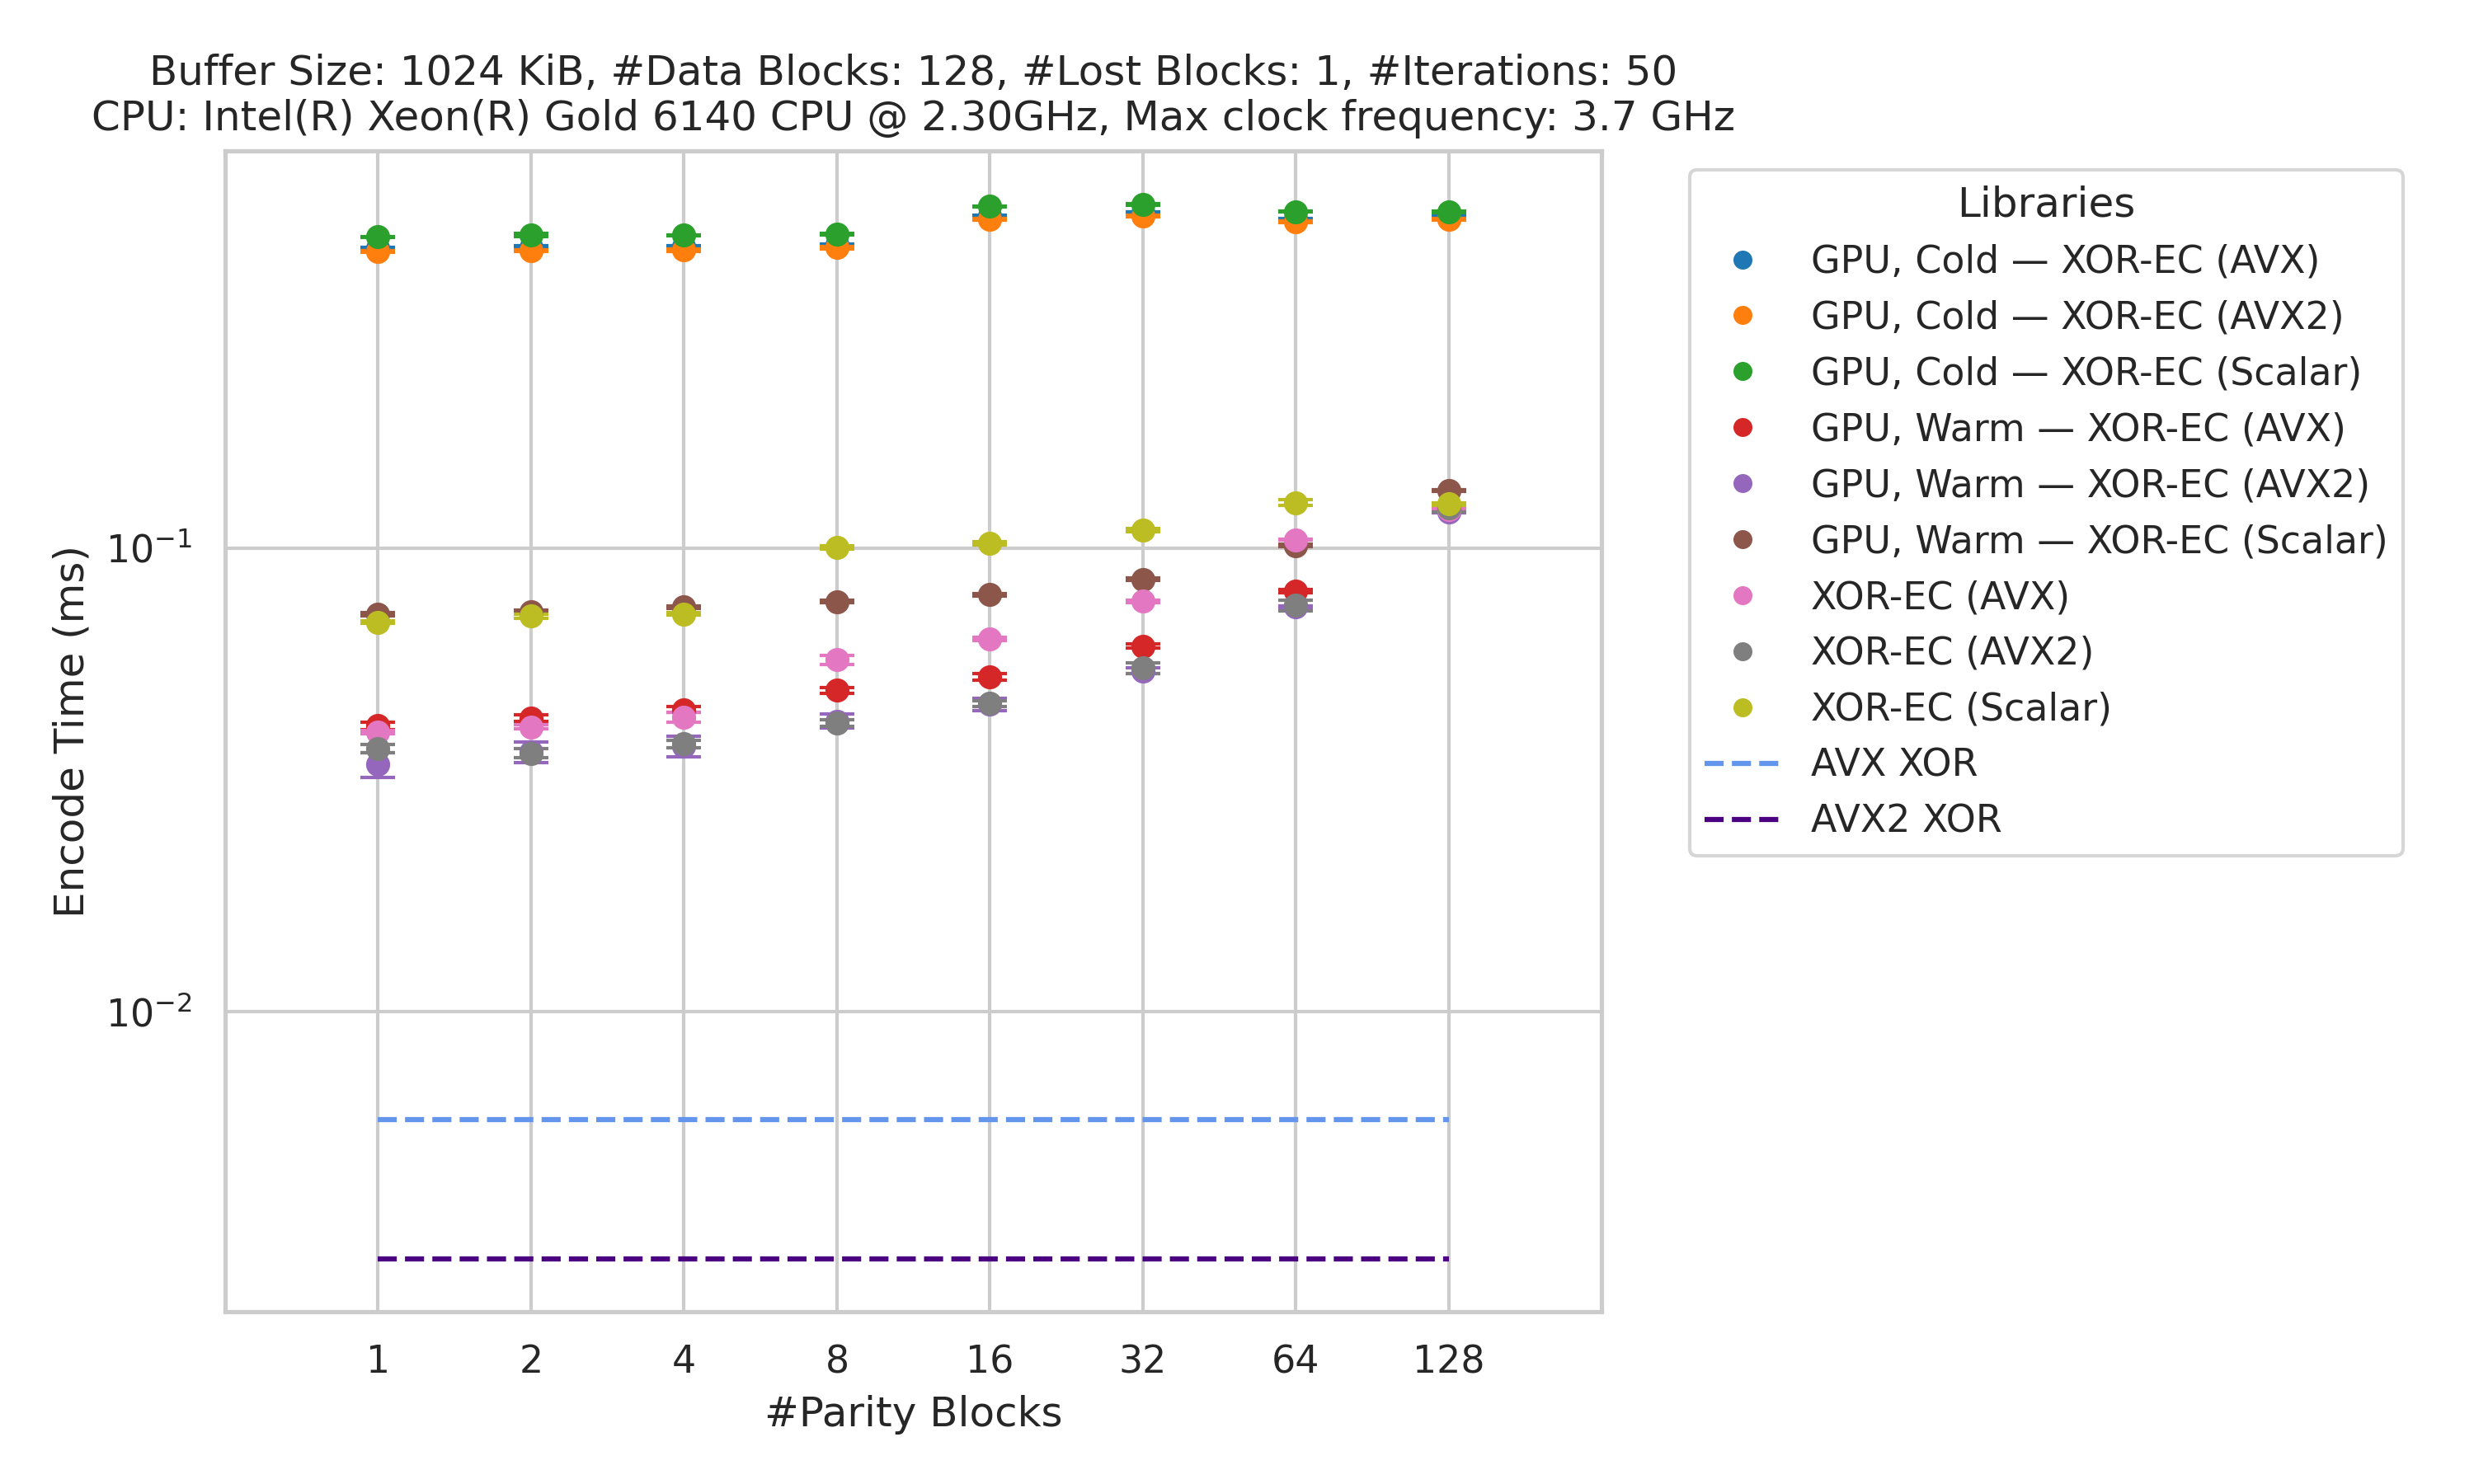 Buffer Size: 1024 KiB, #Data Blocks: 128, #Lost Blocks: 1, #Iterations: 50
CPU: Intel(R) Xeon(R) Gold 6140 CPU @ 2.30GHz, Max clock frequency: 3.7 GHz
Encode Time (ms)
10⁻¹
10⁻²
1 2 4 8 16 32 64 128
#Parity Blocks
Libraries
GPU, Cold — XOR-EC (AVX)
GPU, Cold — XOR-EC (AVX2)
GPU, Cold — XOR-EC (Scalar)
GPU, Warm — XOR-EC (AVX)
GPU, Warm — XOR-EC (AVX2)
GPU, Warm — XOR-EC (Scalar)
XOR-EC (AVX)
XOR-EC (AVX2)
XOR-EC (Scalar)
AVX XOR
AVX2 XOR